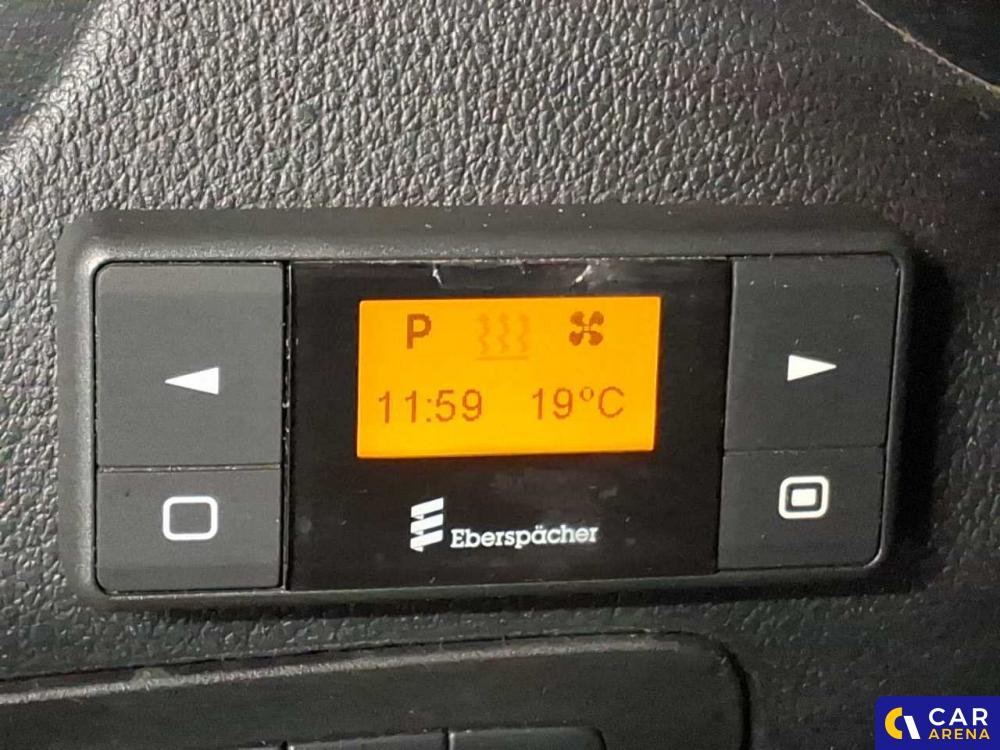 P
11:59 19°C
Eberspächer
CAR
ARENA